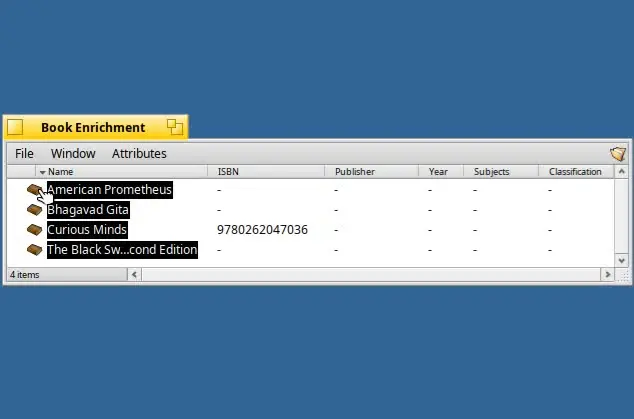 Book Enrichment
File Window Attributes
Name ISBN Publisher Year Subjects Classification
American Prometheus - - - - -
Bhagavad Gita - - - - -
Curious Minds 9780262047036 - - - -
The Black Sw...cond Edition - - - - -
4 items